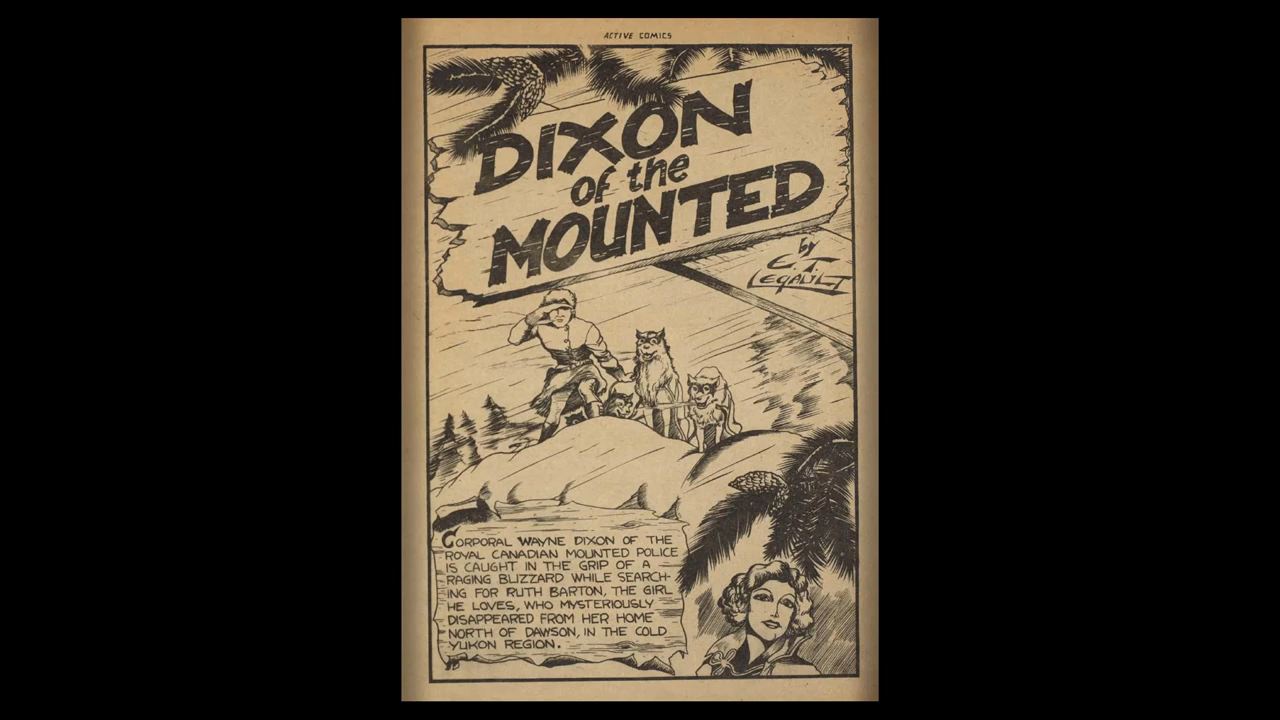 ACTIVE COMICS
DIXON
of the
MOUNTED
by
C. T.
LEGAULT
CORPORAL WAYNE DIXON OF THE
ROYAL CANADIAN MOUNTED POLICE
IS CAUGHT IN THE GRIP OF A
RAGING BLIZZARD WHILE SEARCH-
ING FOR RUTH BARTON, THE GIRL
HE LOVES, WHO MYSTERIOUSLY
DISAPPEARED FROM HER HOME
NORTH OF DAWSON, IN THE COLD
YUKON REGION.